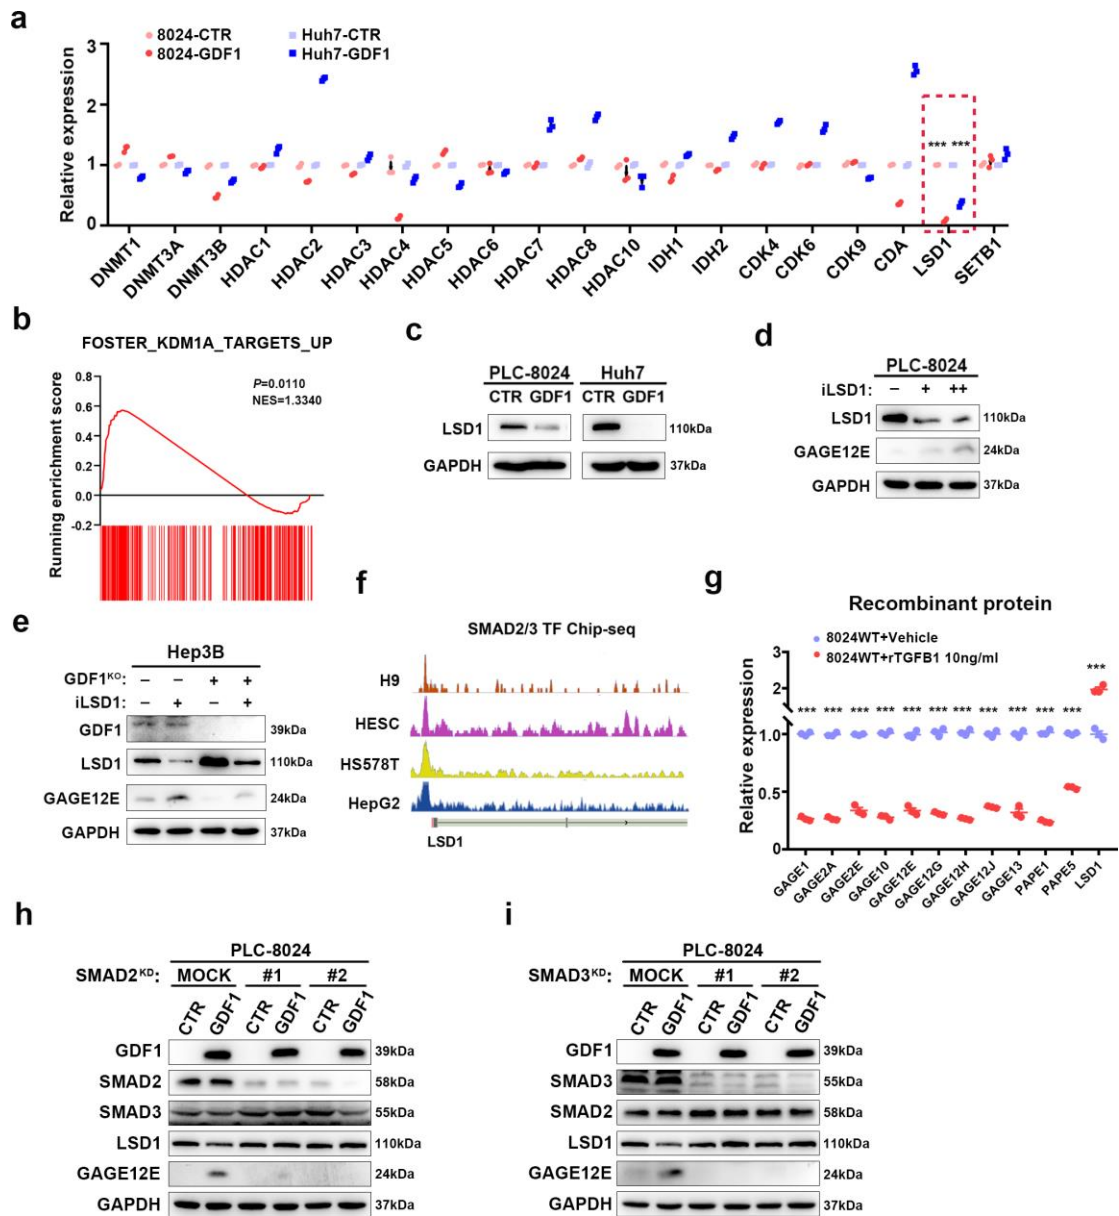 a
8024-CTR Huh7-CTR
8024-GDF1 Huh7-GDF1
Relative expression
3
2
1
0
*** ***
DNMT1 DNMT3A DNMT3B HDAC1 HDAC2 HDAC3 HDAC4 HDAC5 HDAC6 HDAC7 HDAC8 HDAC10 IDH1 IDH2 CDK4 CDK6 CDK9 CDA LSD1 SETB1
b
FOSTER_KDM1A_TARGETS_UP
P=0.0110
NES=1.3340
Running enrichment score
0.8
0.6
0.4
0.2
0.0
-0.2
c
PLC-8024 Huh7
CTR GDF1 CTR GDF1
LSD1 110kDa
GAPDH 37kDa
d
PLC-8024
iLSD1: – + ++
LSD1 110kDa
GAGE12E 24kDa
GAPDH 37kDa
e
Hep3B
GDF1KO: – – + +
iLSD1: – + – +
GDF1 39kDa
LSD1 110kDa
GAGE12E 24kDa
GAPDH 37kDa
f
SMAD2/3 TF Chip-seq
H9
HESC
HS578T
HepG2
LSD1
g
Recombinant protein
8024WT+Vehicle
8024WT+rTGFB1 10ng/ml
Relative expression
3
2
1.0
0.5
0
*** *** *** *** *** *** *** *** *** *** *** ***
GAGE1 GAGE2A GAGE2E GAGE10 GAGE12E GAGE12G GAGE12H GAGE12J GAGE13 PAPE1 PAPE5 LSD1
h
PLC-8024
SMAD2KD: MOCK #1 #2
CTR GDF1 CTR GDF1 CTR GDF1
GDF1 39kDa
SMAD2 58kDa
SMAD3 55kDa
LSD1 110kDa
GAGE12E 24kDa
GAPDH 37kDa
i
PLC-8024
SMAD3KD: MOCK #1 #2
CTR GDF1 CTR GDF1 CTR GDF1
GDF1 39kDa
SMAD3 55kDa
SMAD2 58kDa
LSD1 110kDa
GAGE12E 24kDa
GAPDH 37kDa